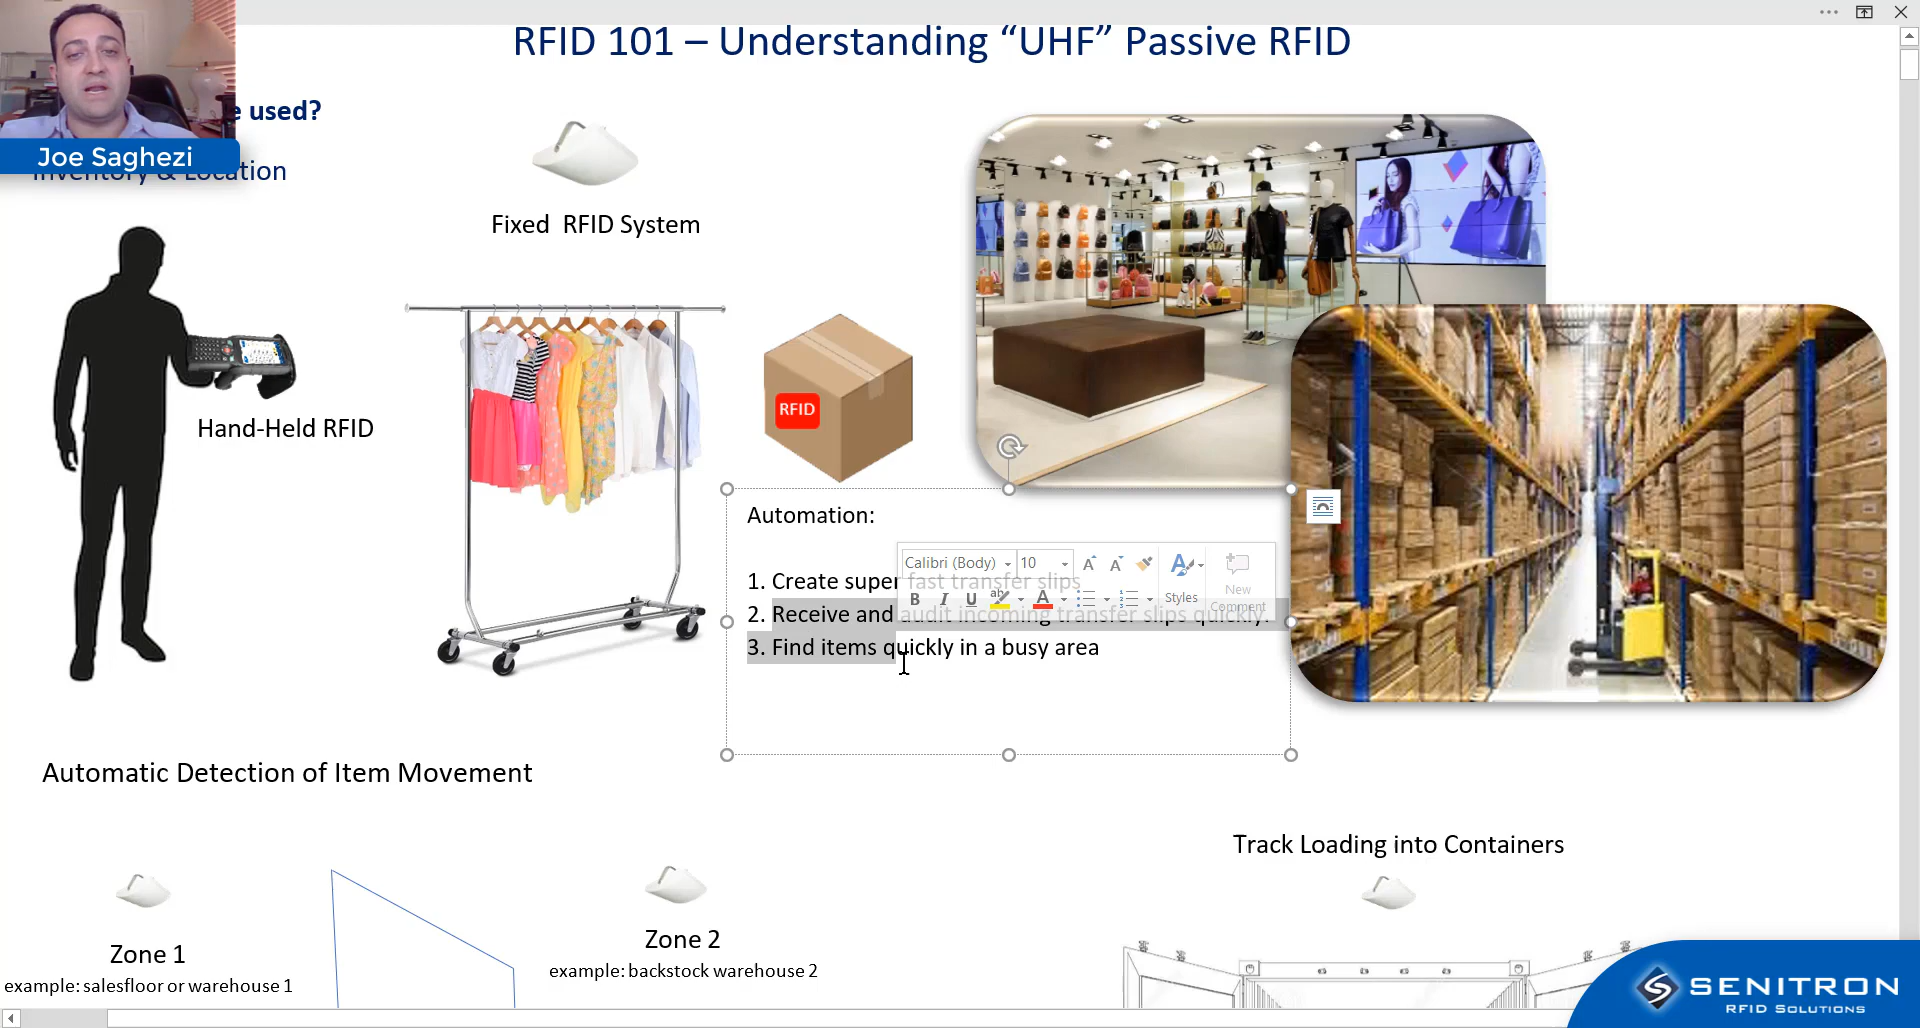 RFID 101 – Understanding “UHF” Passive RFID
e used?
Joe Saghezi
Inventory & Location
Fixed RFID System
Hand-Held RFID
RFID
Automation:
1. Create super fast transfer slips
2. Receive and audit incoming transfer slips quickly.
3. Find items quickly in a busy area
Calibri (Body)
10
A A
New
Comment
B I U ab A Styles
Automatic Detection of Item Movement
Track Loading into Containers
Zone 1
example: salesfloor or warehouse 1
Zone 2
example: backstock warehouse 2
SENITRON
RFID SOLUTIONS